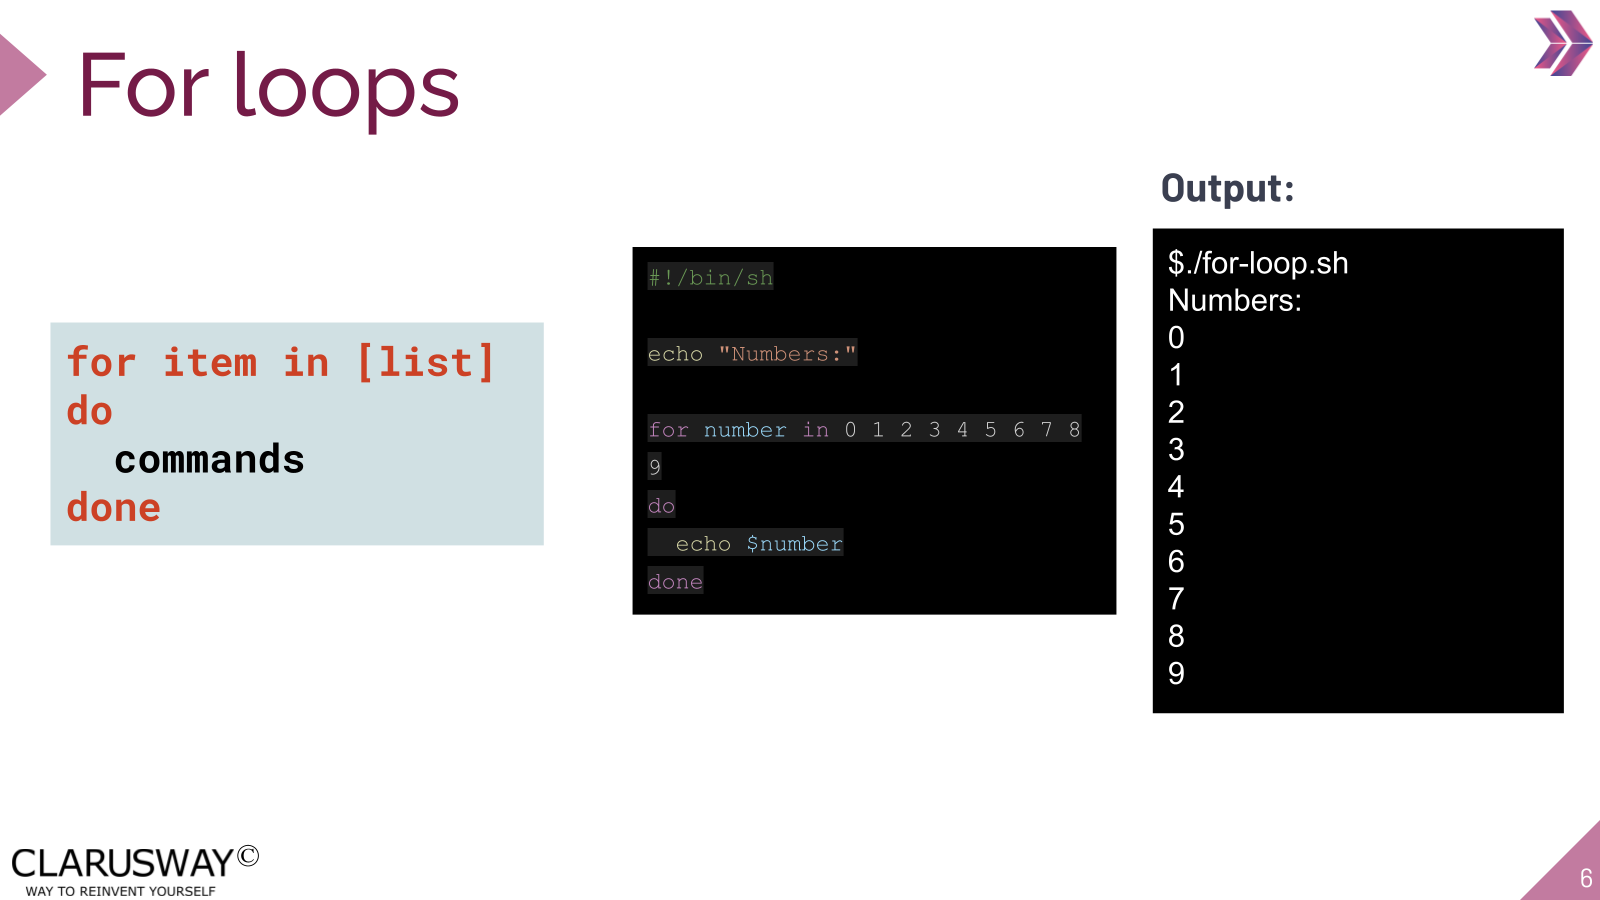 For loops
for item in [list]
do
  commands
done
#!/bin/sh
echo "Numbers:"
for number in 0 1 2 3 4 5 6 7 8
9
do
  echo $number
done
Output:
$./for-loop.sh
Numbers:
0
1
2
3
4
5
6
7
8
9
CLARUSWAY©
WAY TO REINVENT YOURSELF
6